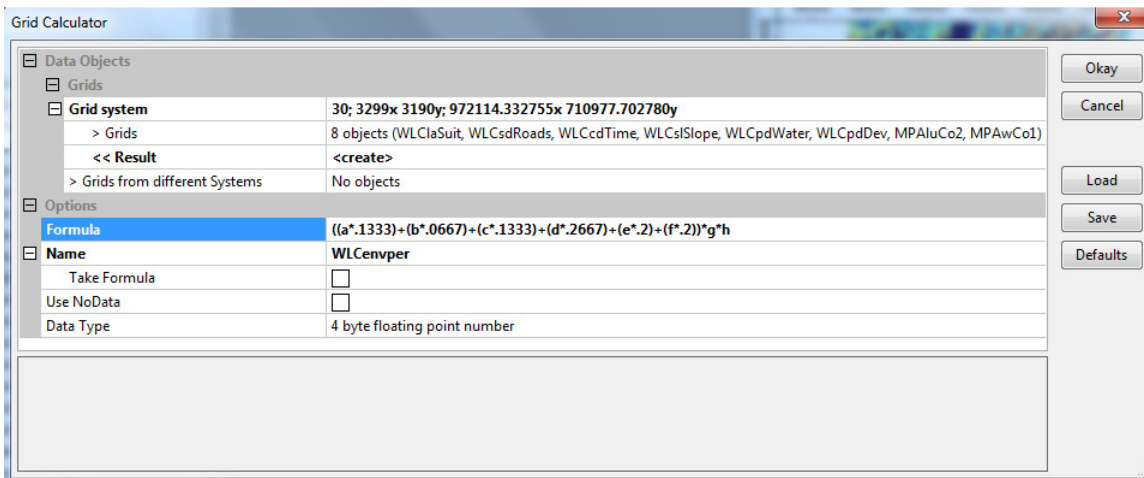 Grid Calculator
Data Objects
Grids
Grid system 30; 3299x 3190y; 972114.332755x 710977.702780y
> Grids 8 objects (WLClaSuit, WLCsdRoads, WLCcdTime, WLCslSlope, WLCpdWater, WLCpdDev, MPAluCo2, MPAwCo1)
<< Result <create>
> Grids from different Systems No objects
Options
Formula ((a*.1333)+(b*.0667)+(c*.1333)+(d*.2667)+(e*.2)+(f*.2))*g*h
Name WLCenvper
Take Formula
Use NoData
Data Type 4 byte floating point number
Okay
Cancel
Load
Save
Defaults